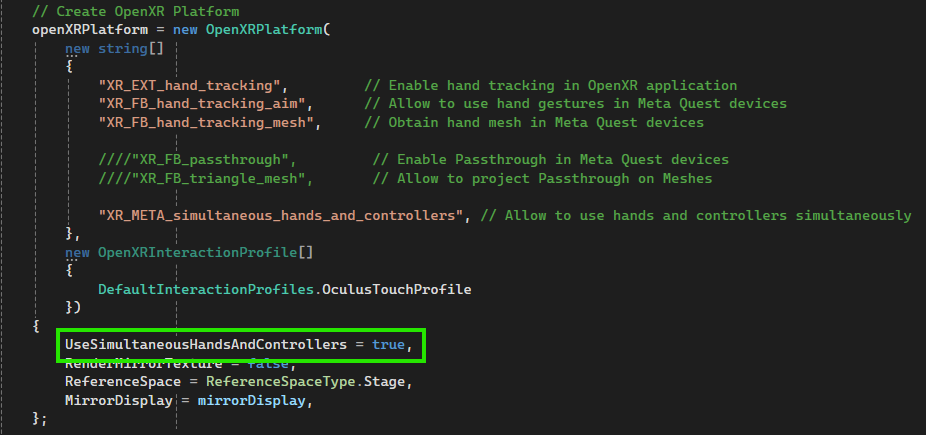 // Create OpenXR Platform
openXRPlatform = new OpenXRPlatform(
new string[]
{
"XR_EXT_hand_tracking", // Enable hand tracking in OpenXR application
"XR_FB_hand_tracking_aim", // Allow to use hand gestures in Meta Quest devices
"XR_FB_hand_tracking_mesh", // Obtain hand mesh in Meta Quest devices
////"XR_FB_passthrough", // Enable Passthrough in Meta Quest devices
////"XR_FB_triangle_mesh", // Allow to project Passthrough on Meshes
"XR_META_simultaneous_hands_and_controllers", // Allow to use hands and controllers simultaneously
},
new OpenXRInteractionProfile[]
{
DefaultInteractionProfiles.OculusTouchProfile
})
{
UseSimultaneousHandsAndControllers = true,
RenderMirrorTexture = false,
ReferenceSpace = ReferenceSpaceType.Stage,
MirrorDisplay = mirrorDisplay,
};